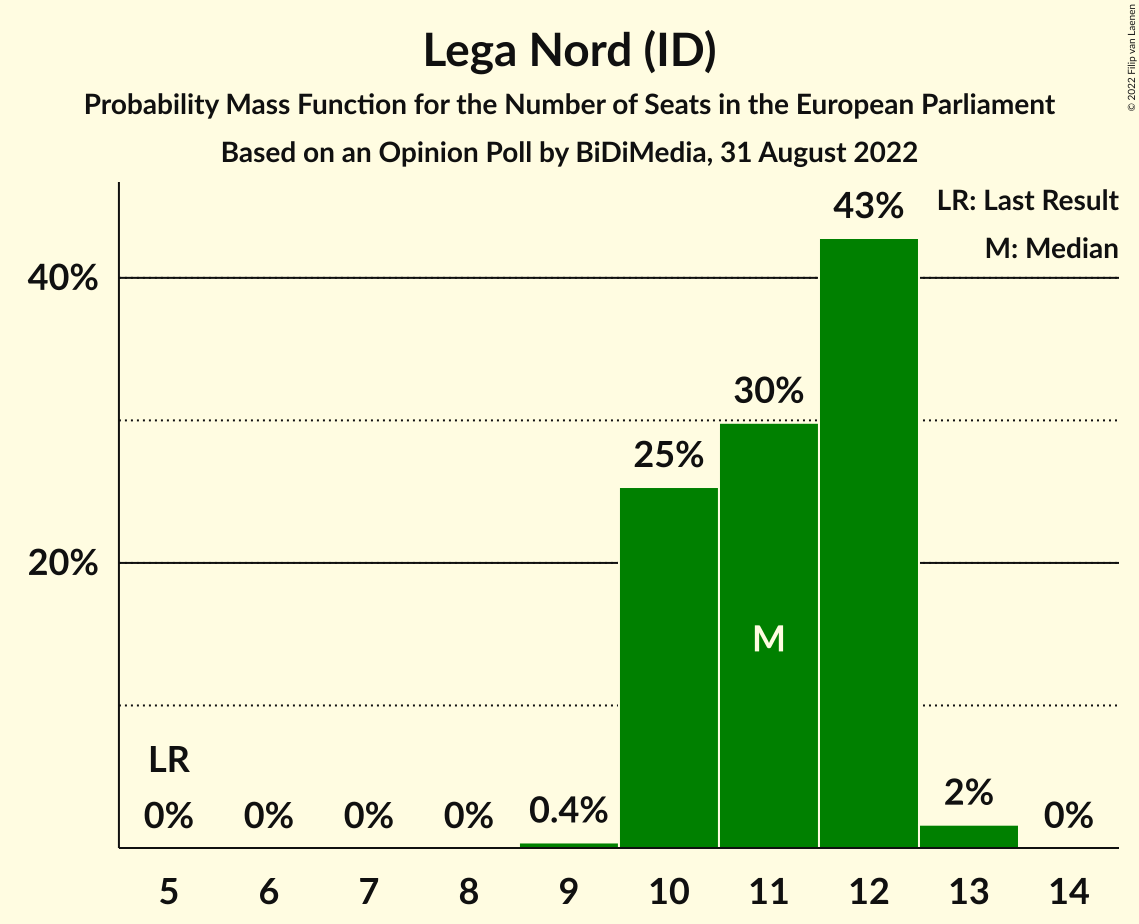 Lega Nord (ID)
Probability Mass Function for the Number of Seats in the European Parliament
Based on an Opinion Poll by BiDiMedia, 31 August 2022
© 2022 Filip van Laenen
LR: Last Result
M: Median
43%
40%
30%
25%
20%
M
LR
0%
0%
0%
0%
0.4%
2%
0%
5 6 7 8 9 10 11 12 13 14